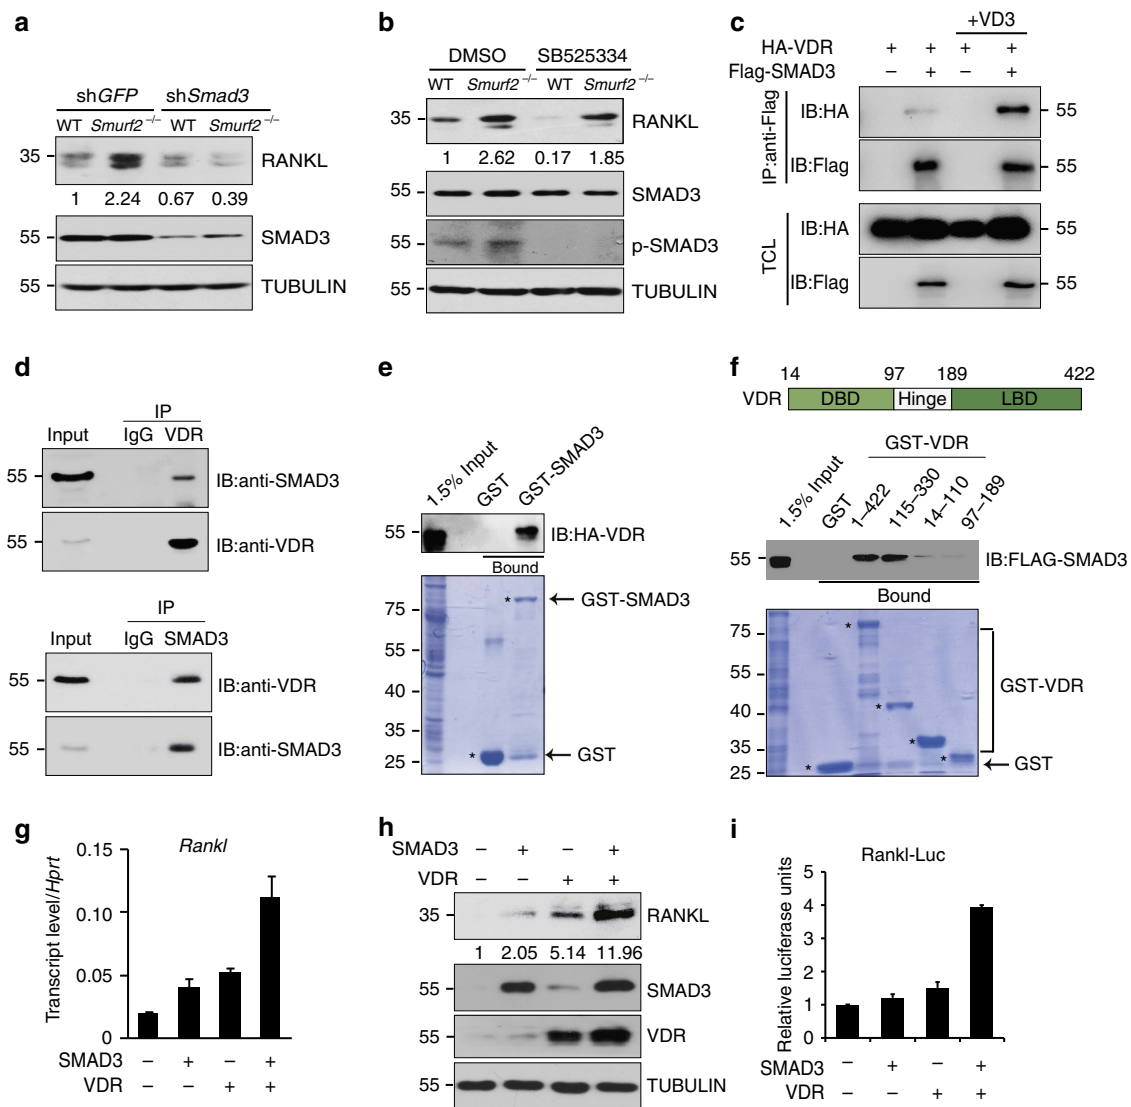 a
shGFP shSmad3
WT Smurf2 –/– WT Smurf2 –/–
35 RANKL
1 2.24 0.67 0.39
55 SMAD3
55 TUBULIN
b
DMSO SB525334
WT Smurf2 –/– WT Smurf2 –/–
35 RANKL
1 2.62 0.17 1.85
55 SMAD3
55 p-SMAD3
55 TUBULIN
c
+VD3
HA-VDR + + + +
Flag-SMAD3 – + – +
IP:anti-Flag
IB:HA 55
IB:Flag 55
TCL
IB:HA 55
IB:Flag 55
d
IP
Input IgG VDR
55 IB:anti-SMAD3
55 IB:anti-VDR
IP
Input IgG SMAD3
55 IB:anti-VDR
55 IB:anti-SMAD3
e
1.5% Input GST GST-SMAD3
55 IB:HA-VDR
Bound
75 * GST-SMAD3
55
40
35
25 * GST
f
14 97 189 422
VDR DBD Hinge LBD
GST-VDR
1.5% Input GST 1–422 115–330 14–110 97–189
55 IB:FLAG-SMAD3
Bound
75 *
55
GST-VDR
40 *
35 * *
25 * GST
g
Rankl
Transcript level/Hprt
0.15
0.10
0.05
0
SMAD3 – + – +
VDR – – + +
h
SMAD3 – + – +
VDR – – + +
35 RANKL
1 2.05 5.14 11.96
55 SMAD3
55 VDR
55 TUBULIN
i
Rankl-Luc
Relative luciferase units
5
4
3
2
1
0
SMAD3 – + – +
VDR – – + +